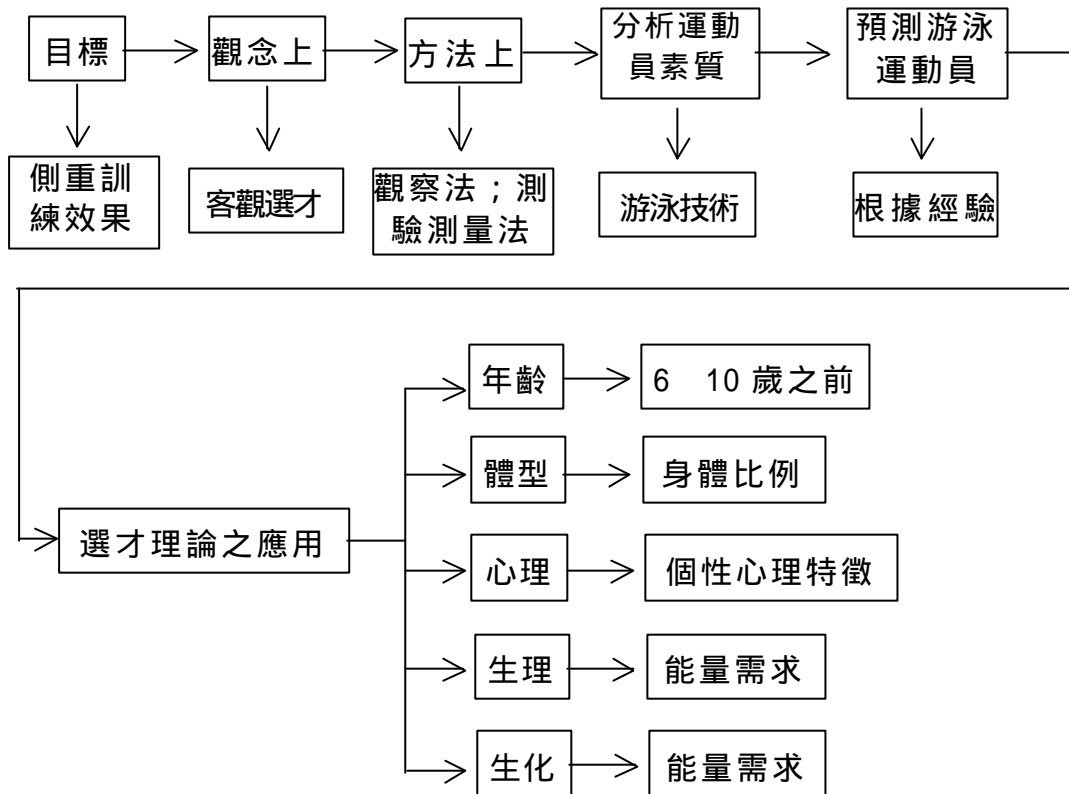 目標
觀念上
方法上
分析運動
員素質
預測游泳
運動員
側重訓
練效果
客觀選才
觀察法；測
驗測量法
游泳技術
根據經驗
選才理論之應用
年齡
6 10 歲之前
體型
身體比例
心理
個性心理特徵
生理
能量需求
生化
能量需求